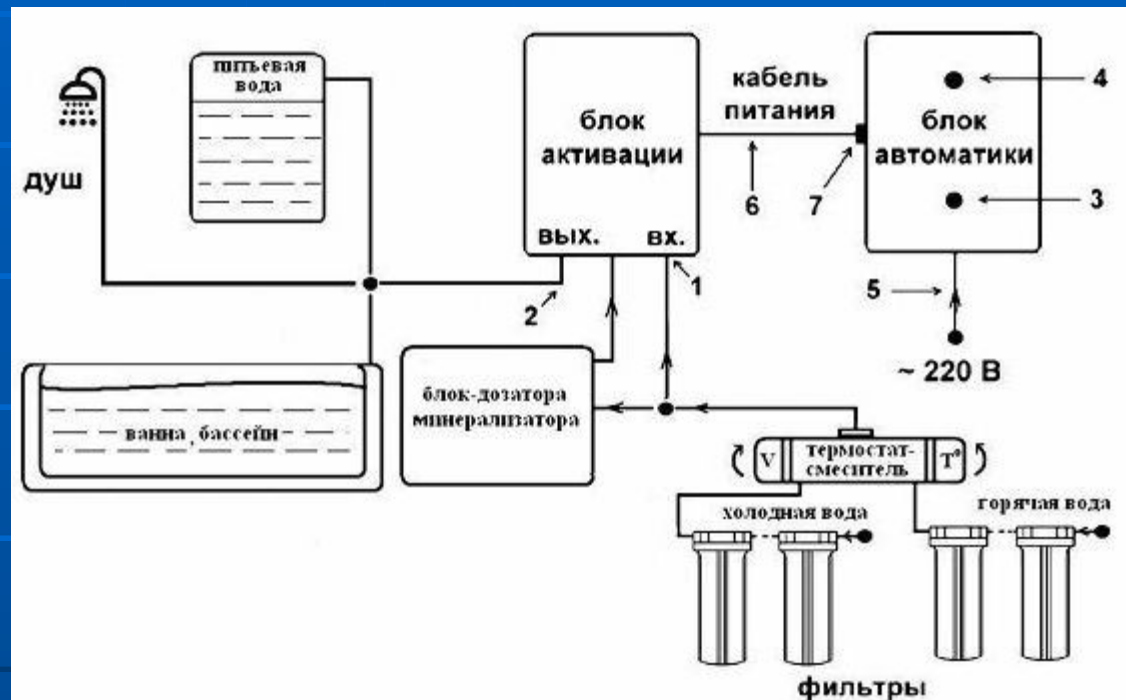 питьевая
вода
душ
блок
активации
ВЫХ.
ВХ.
кабель
питания
блок
автоматики
4
3
6
7
5
1
2
~ 220 В
ванна, бассейн
блок-дозатора
минерализатора
V
термостат-
смеситель
T°
холодная вода
горячая вода
фильтры